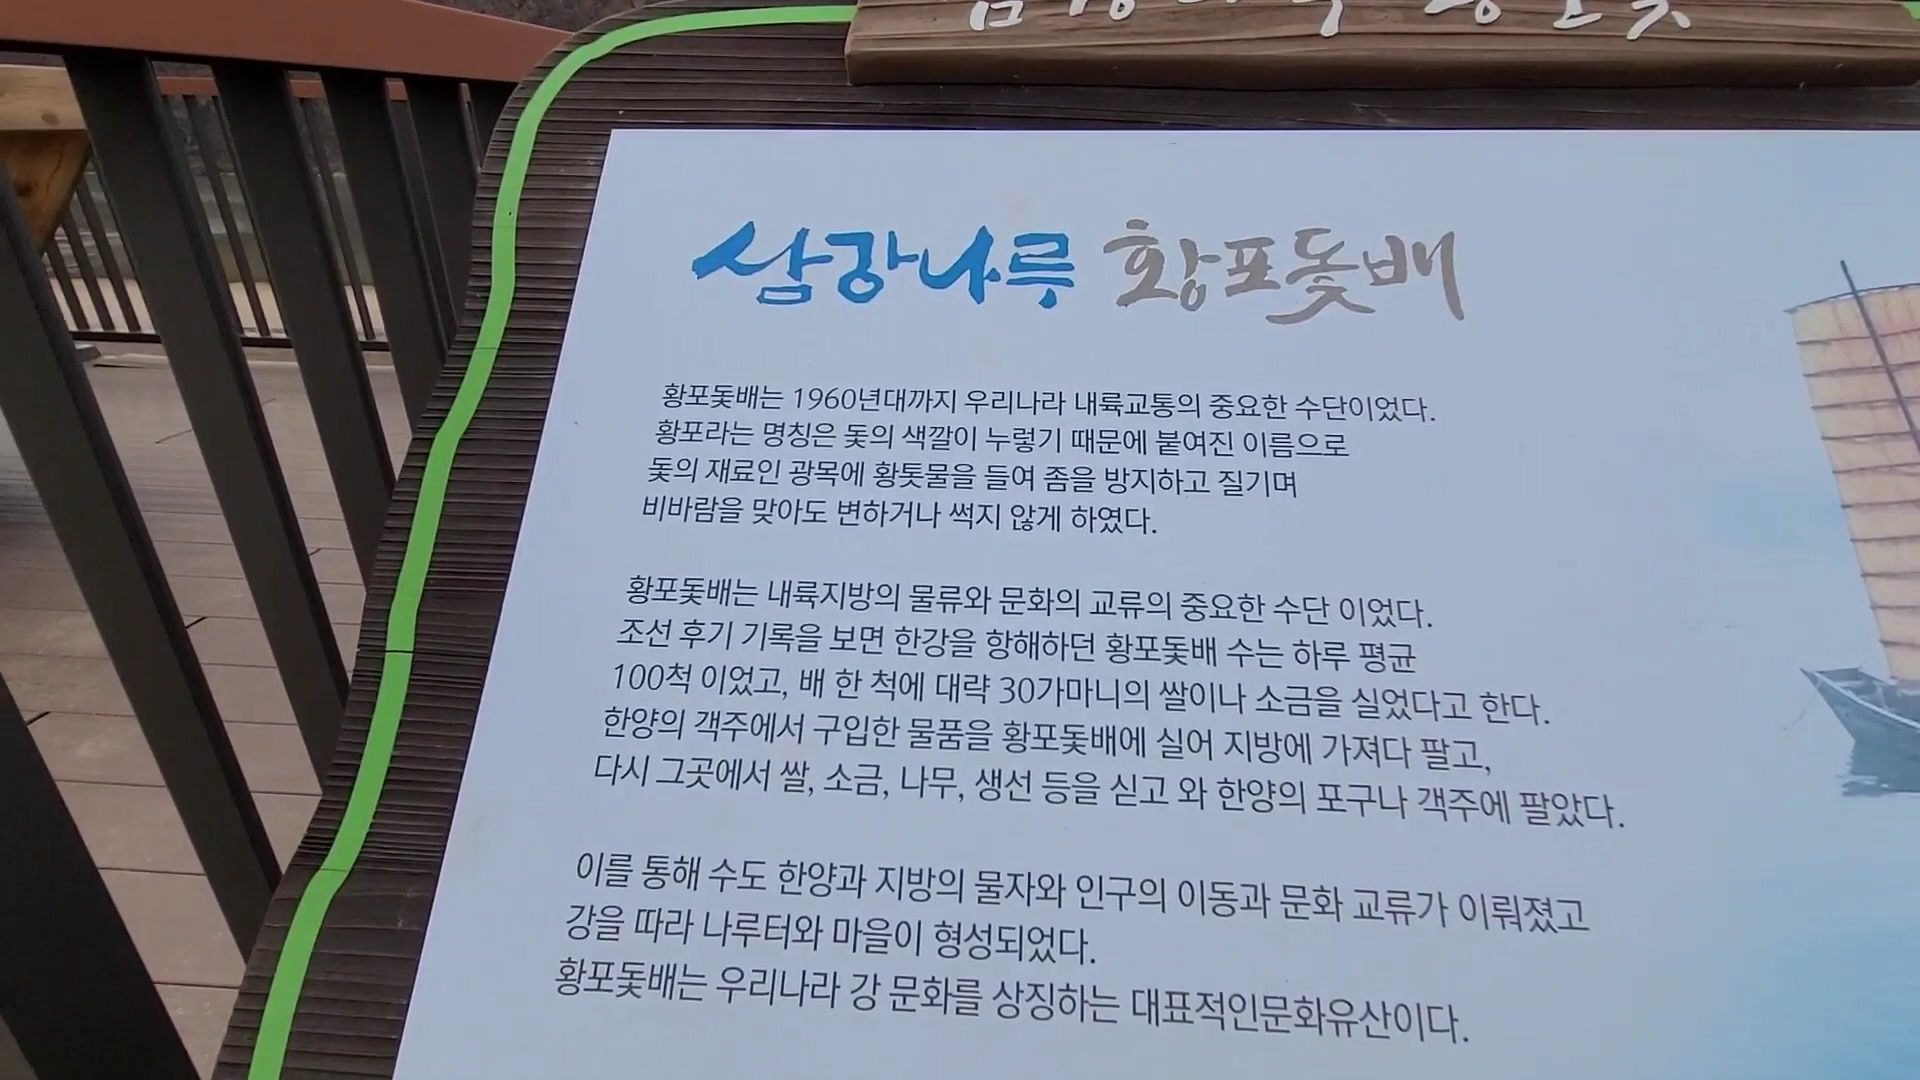 삼강나루 황포돛배
황포돛배는 1960년대까지 우리나라 내륙교통의 중요한 수단이었다.
황포라는 명칭은 돛의 색깔이 누렇기 때문에 붙여진 이름으로
돛의 재료인 광목에 황톳물을 들여 좀을 방지하고 질기며
비바람을 맞아도 변하거나 썩지 않게 하였다.
황포돛배는 내륙지방의 물류와 문화의 교류의 중요한 수단 이었다.
조선 후기 기록을 보면 한강을 항해하던 황포돛배 수는 하루 평균
100척 이었고, 배 한 척에 대략 30가마니의 쌀이나 소금을 실었다고 한다.
한양의 객주에서 구입한 물품을 황포돛배에 실어 지방에 가져다 팔고,
다시 그곳에서 쌀, 소금, 나무, 생선 등을 싣고 와 한양의 포구나 객주에 팔았다.
이를 통해 수도 한양과 지방의 물자와 인구의 이동과 문화 교류가 이뤄졌고
강을 따라 나루터와 마을이 형성되었다.
황포돛배는 우리나라 강 문화를 상징하는 대표적인문화유산이다.